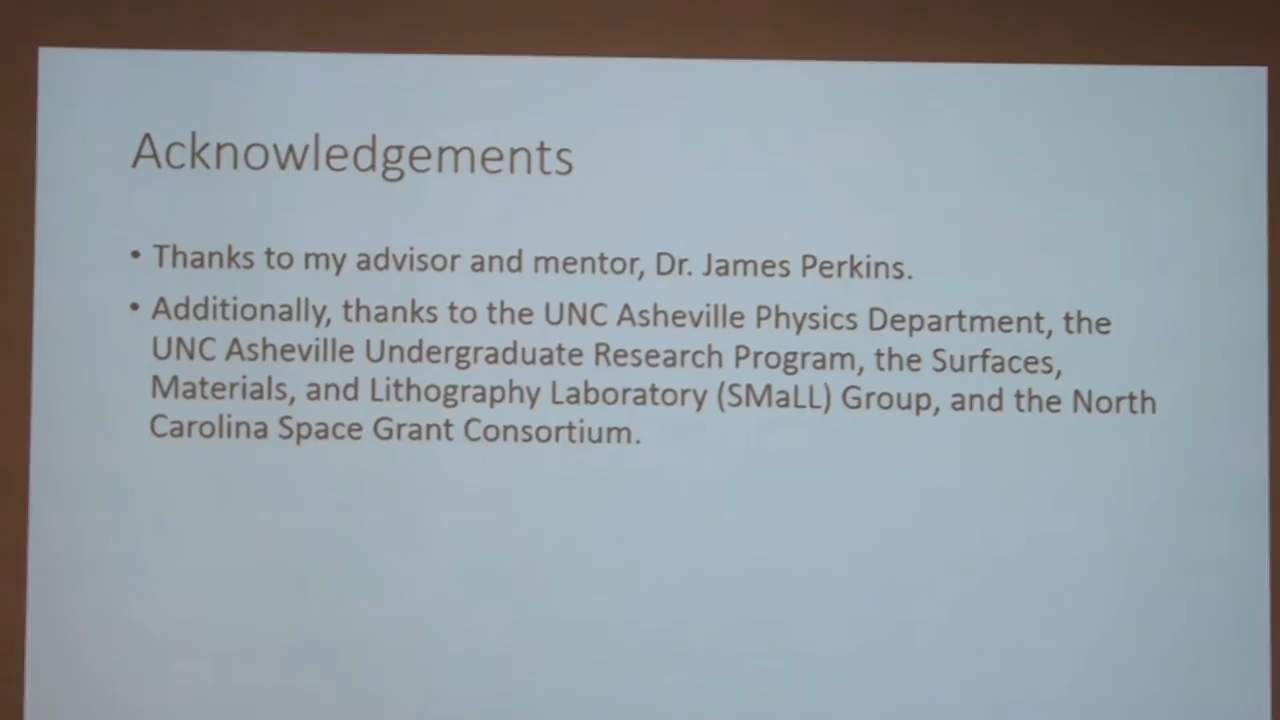 Acknowledgements
• Thanks to my advisor and mentor, Dr. James Perkins.
• Additionally, thanks to the UNC Asheville Physics Department, the
UNC Asheville Undergraduate Research Program, the Surfaces,
Materials, and Lithography Laboratory (SMaLL) Group, and the North
Carolina Space Grant Consortium.